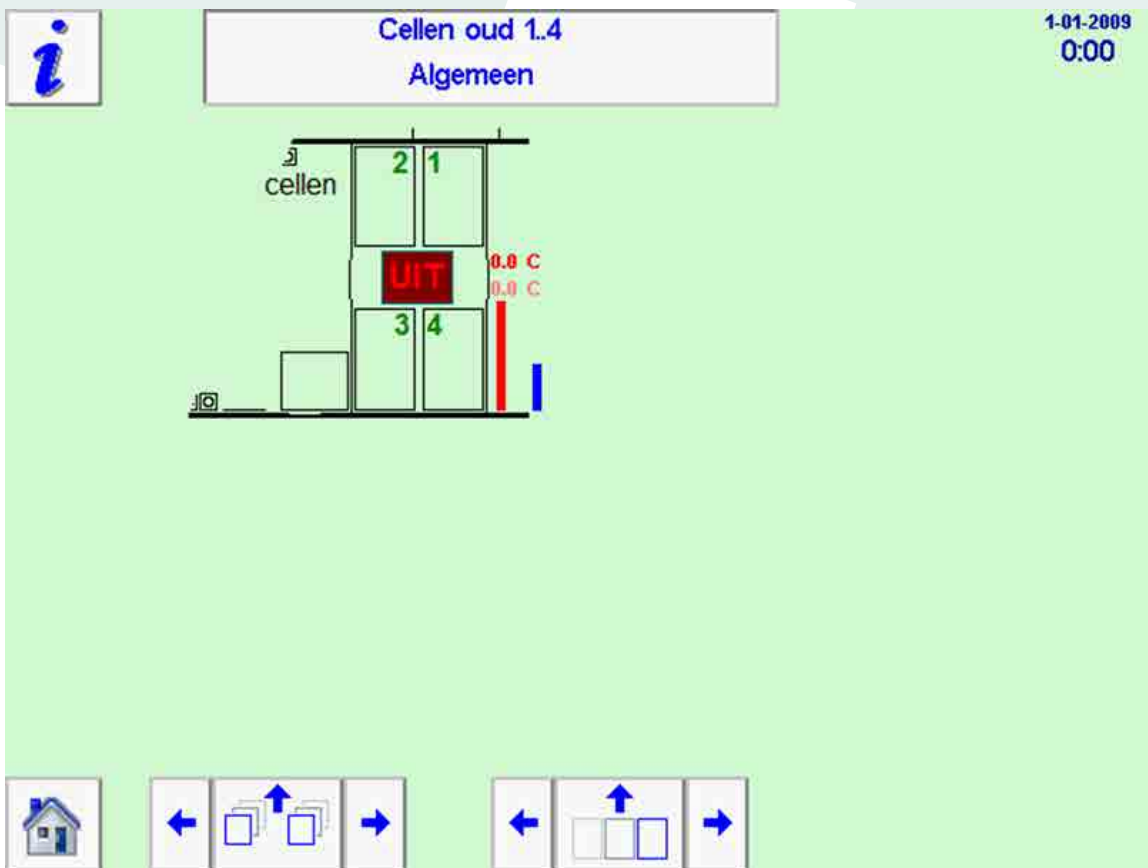 i
Cellen oud 1..4
Algemeen
1-01-2009
0:00
cellen
2 1
UIT
0.0 C
0.0 C
3 4